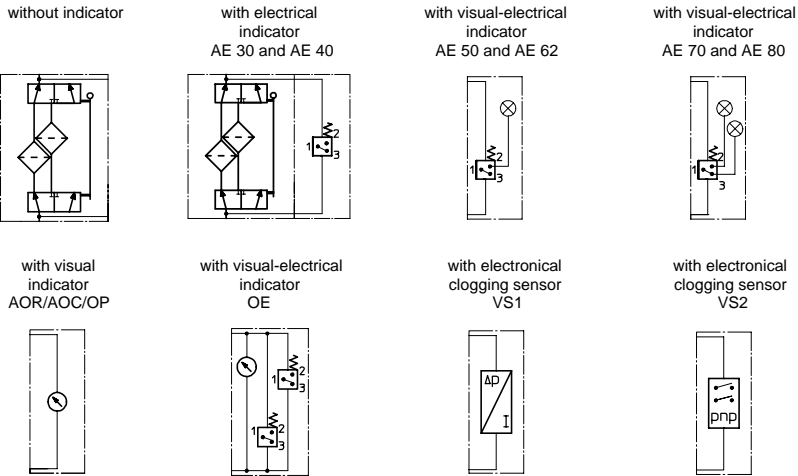 without indicator
with electrical
indicator
AE 30 and AE 40
with visual-electrical
indicator
AE 50 and AE 62
with visual-electrical
indicator
AE 70 and AE 80
1
2
3
1
2
3
1
2
3
with visual
indicator
AOR/AOC/OP
with visual-electrical
indicator
OE
with electronical
clogging sensor
VS1
with electronical
clogging sensor
VS2
1
2
3
1
2
3
Δp
I
pnp